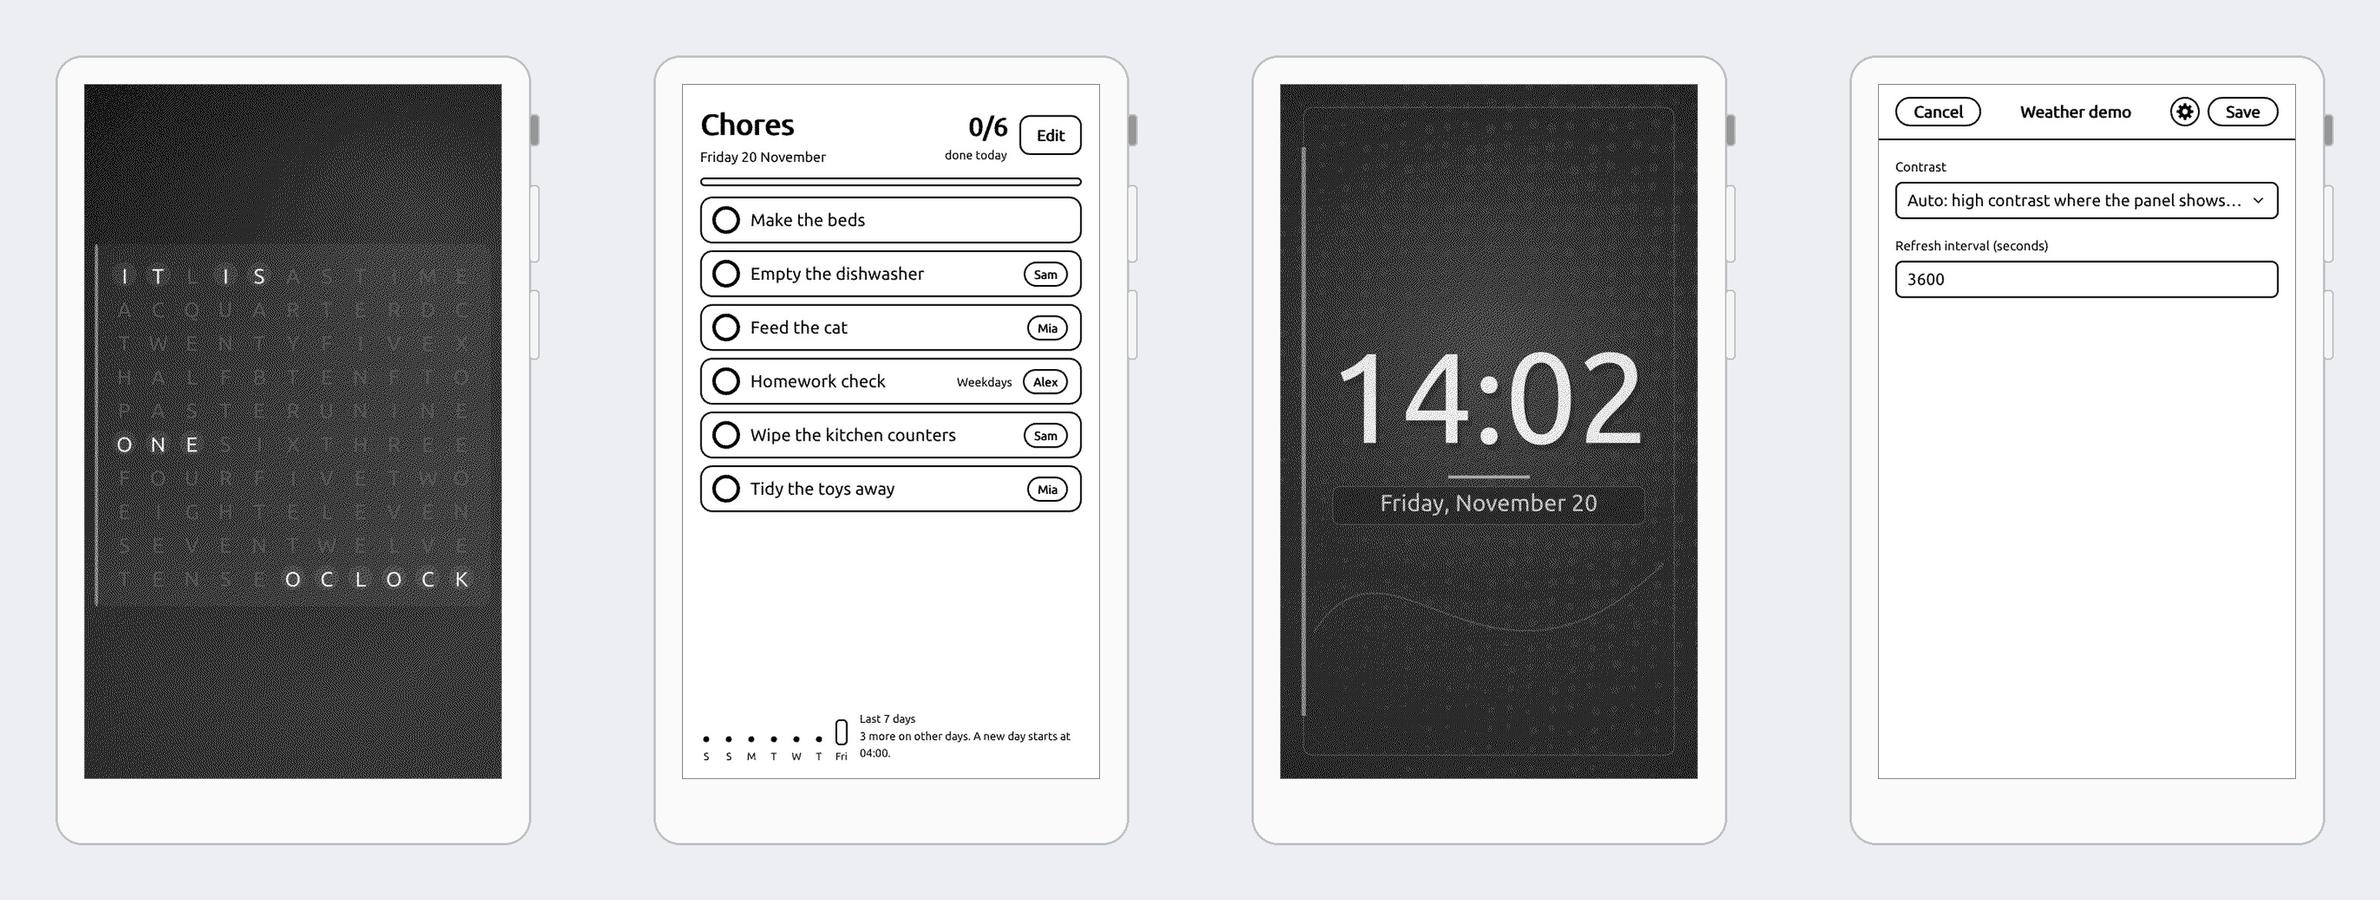 I T L I S A S T I M E
A C Q U A R T E R D C
T W E N T Y F I V E X
H A L F B T E N F T O
P A S T E R U N I N E
O N E S I X T H R E E
F O U R F I V E T W O
E I G H T E L E V E N
S E V E N T W E L V E
T E N S E O C L O C K
Chores
Friday 20 November
0/6
done today
Edit
Make the beds
Empty the dishwasher Sam
Feed the cat Mia
Homework check Weekdays Alex
Wipe the kitchen counters Sam
Tidy the toys away Mia
S S M T W T Fri
Last 7 days
3 more on other days. A new day starts at
04:00.
14:02
Friday, November 20
Cancel Weather demo Save
Contrast
Auto: high contrast where the panel shows...
Refresh interval (seconds)
3600